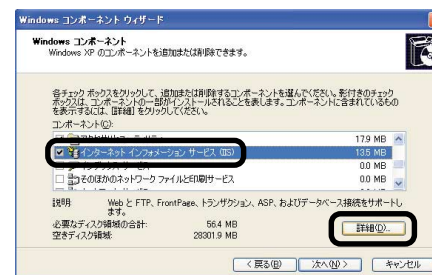 Windows コンポーネント ウィザード
Windows コンポーネント
Windows XP のコンポーネントを追加または削除できます。
各チェック ボックスをクリックして、追加または削除するコンポーネントを選んでください。影付きのチェック
ボックスは、コンポーネントの一部がインストールされることを表します。コンポーネントに含まれているもの
を表示するには、[詳細] をクリックしてください。
コンポーネント(C):
17.9 MB
インターネット インフォメーション サービス (IIS) 13.5 MB
0.0 MB
そのほかのネットワーク ファイルと印刷サービス 0.0 MB
説明: Web と FTP、FrontPage、トランザクション、ASP、およびデータベース接続をサポートし
ます。
必要なディスク領域の合計: 56.4 MB
空きディスク領域: 28301.9 MB
詳細(D)...
< 戻る(B) 次へ(N) > キャンセル